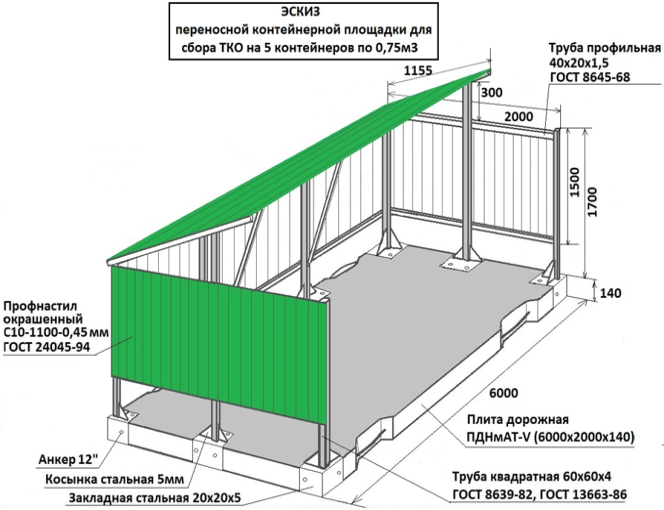 ЭСКИЗ
переносной контейнерной площадки для
сбора ТКО на 5 контейнеров по 0,75м3
Труба профильная
40х20х1,5
ГОСТ 8645-68
1155
300
2000
1500
1700
140
Профнастил
окрашенный
С10-1100-0,45 мм
ГОСТ 24045-94
6000
Плита дорожная
ПДНмАТ-V (6000х2000х140)
Анкер 12"
Косынка стальная 5мм
Закладная стальная 20х20х5
Труба квадратная 60х60х4
ГОСТ 8639-82, ГОСТ 13663-86